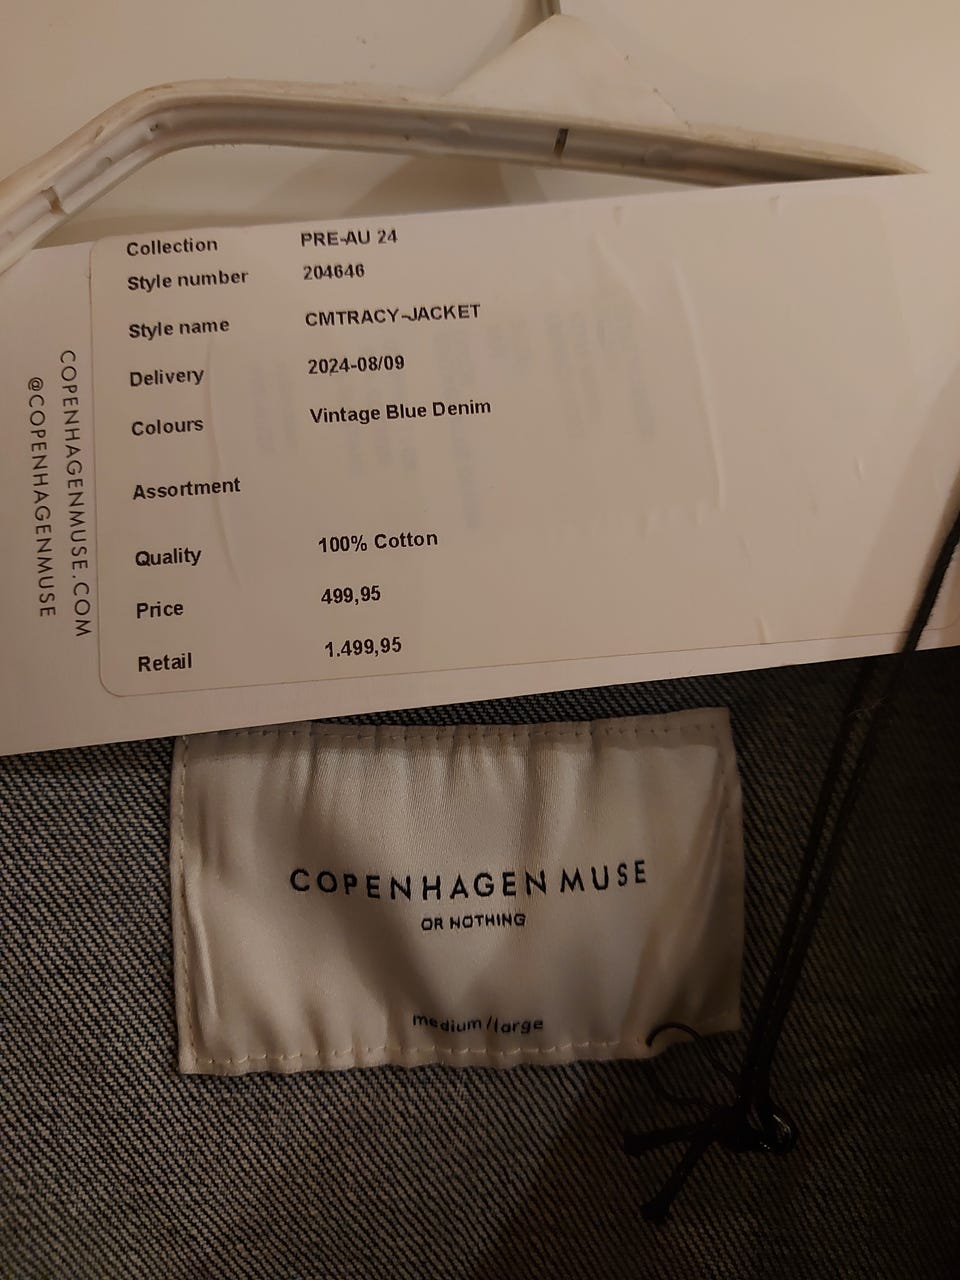 Collection PRE-AU 24
Style number 204646
Style name CMTRACY-JACKET
Delivery 2024-08/09
Colours Vintage Blue Denim
Assortment
Quality 100% Cotton
Price 499,95
Retail 1.499,95
COPENHAGENMUSE.COM
@COPENHAGENMUSE
COPENHAGEN MUSE
OR NOTHING
medium/large